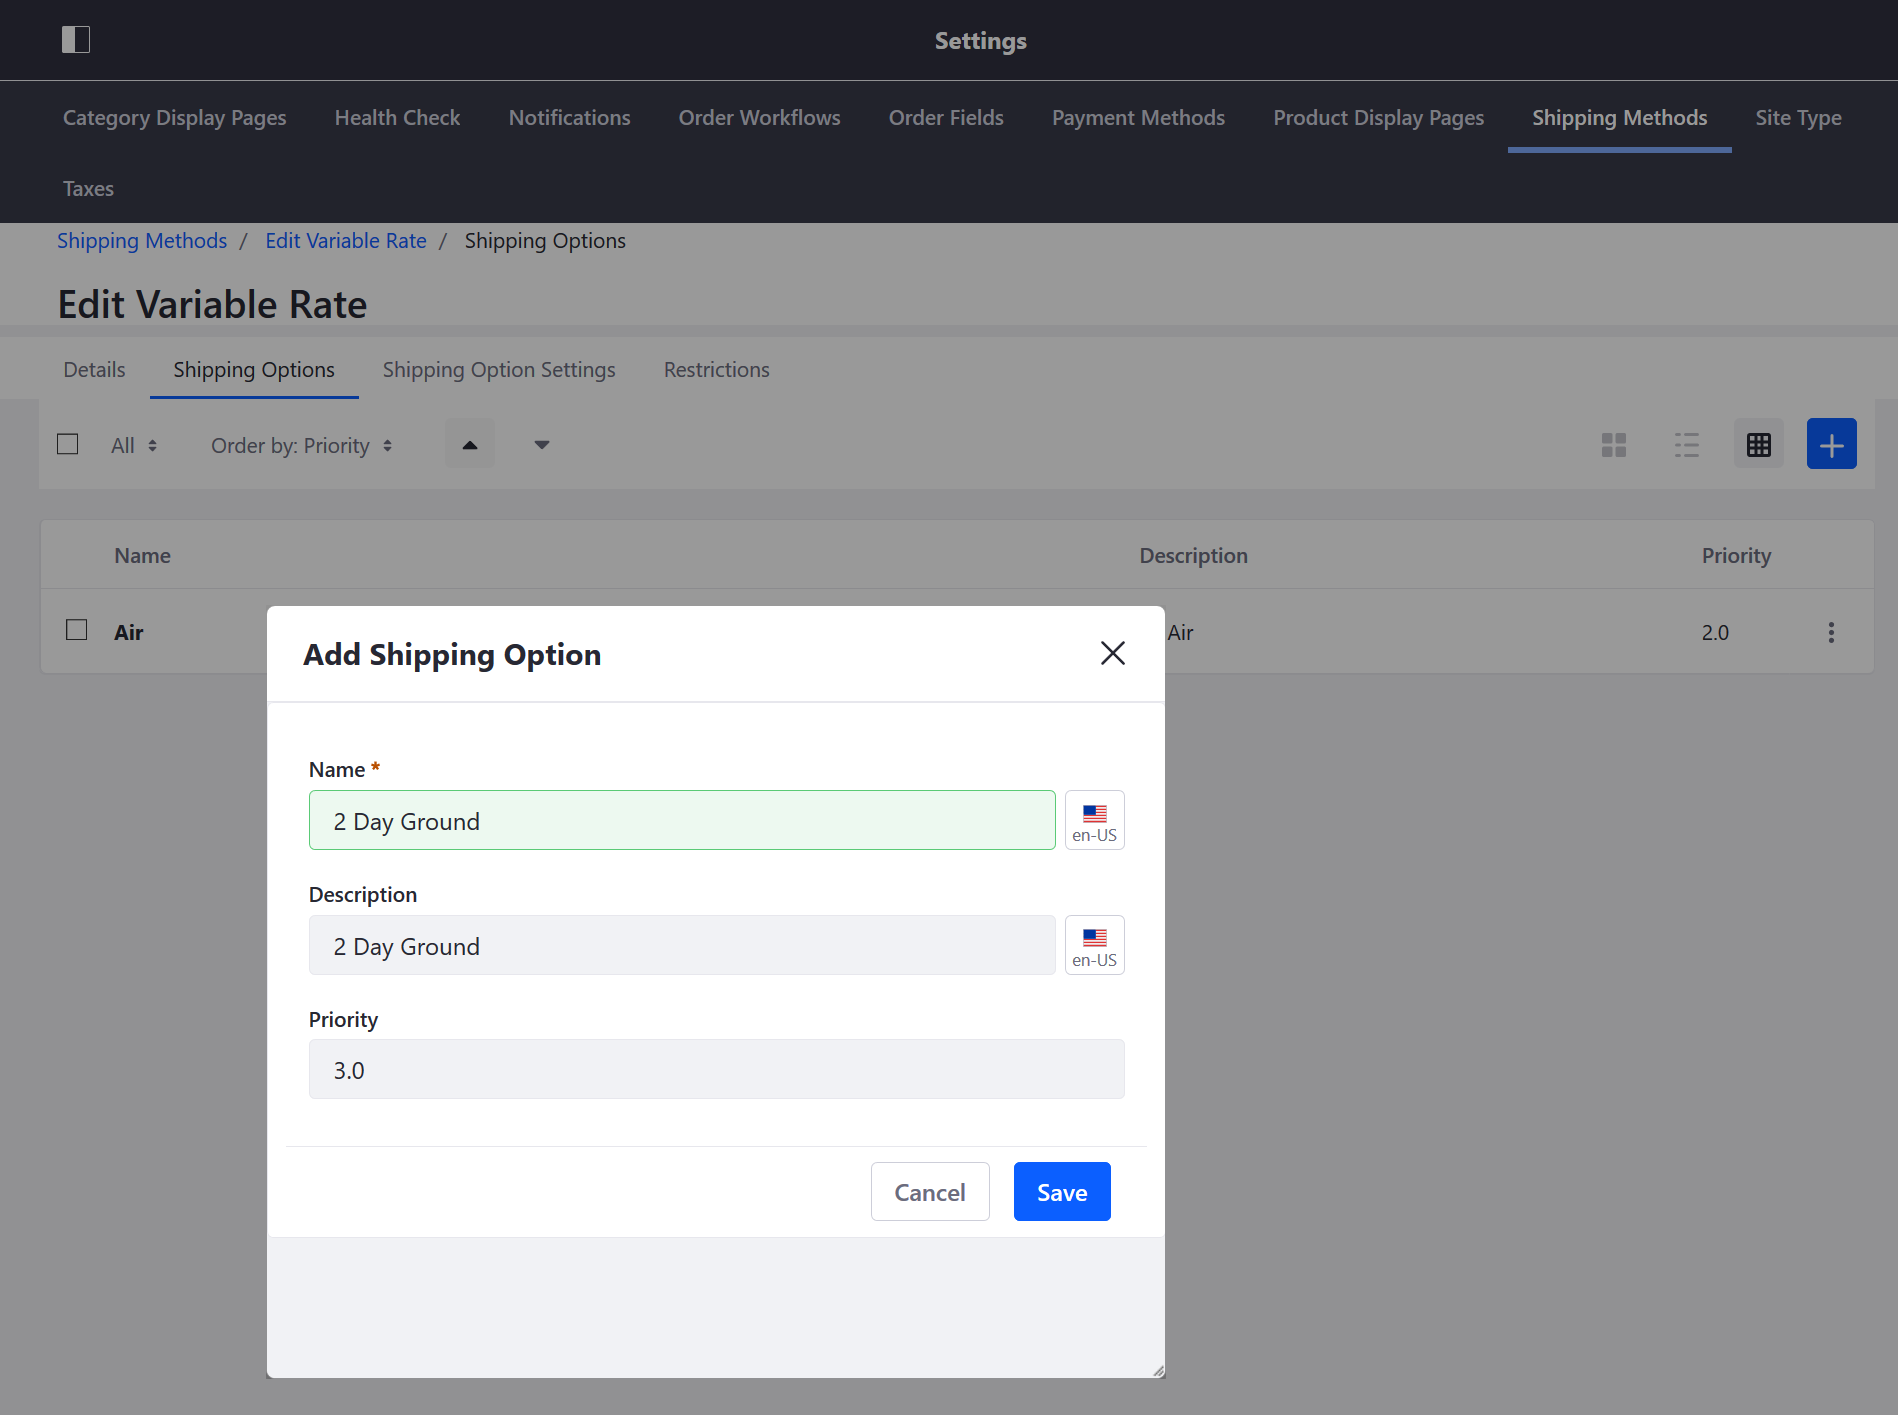 Settings
Category Display Pages Health Check Notifications Order Workflows Order Fields Payment Methods Product Display Pages Shipping Methods Site Type
Taxes
Shipping Methods / Edit Variable Rate / Shipping Options
Edit Variable Rate
Details Shipping Options Shipping Option Settings Restrictions
All Order by: Priority
Name Description Priority
Air Air 2.0
Add Shipping Option
Name *
2 Day Ground en-US
Description
2 Day Ground en-US
Priority
3.0
Cancel Save